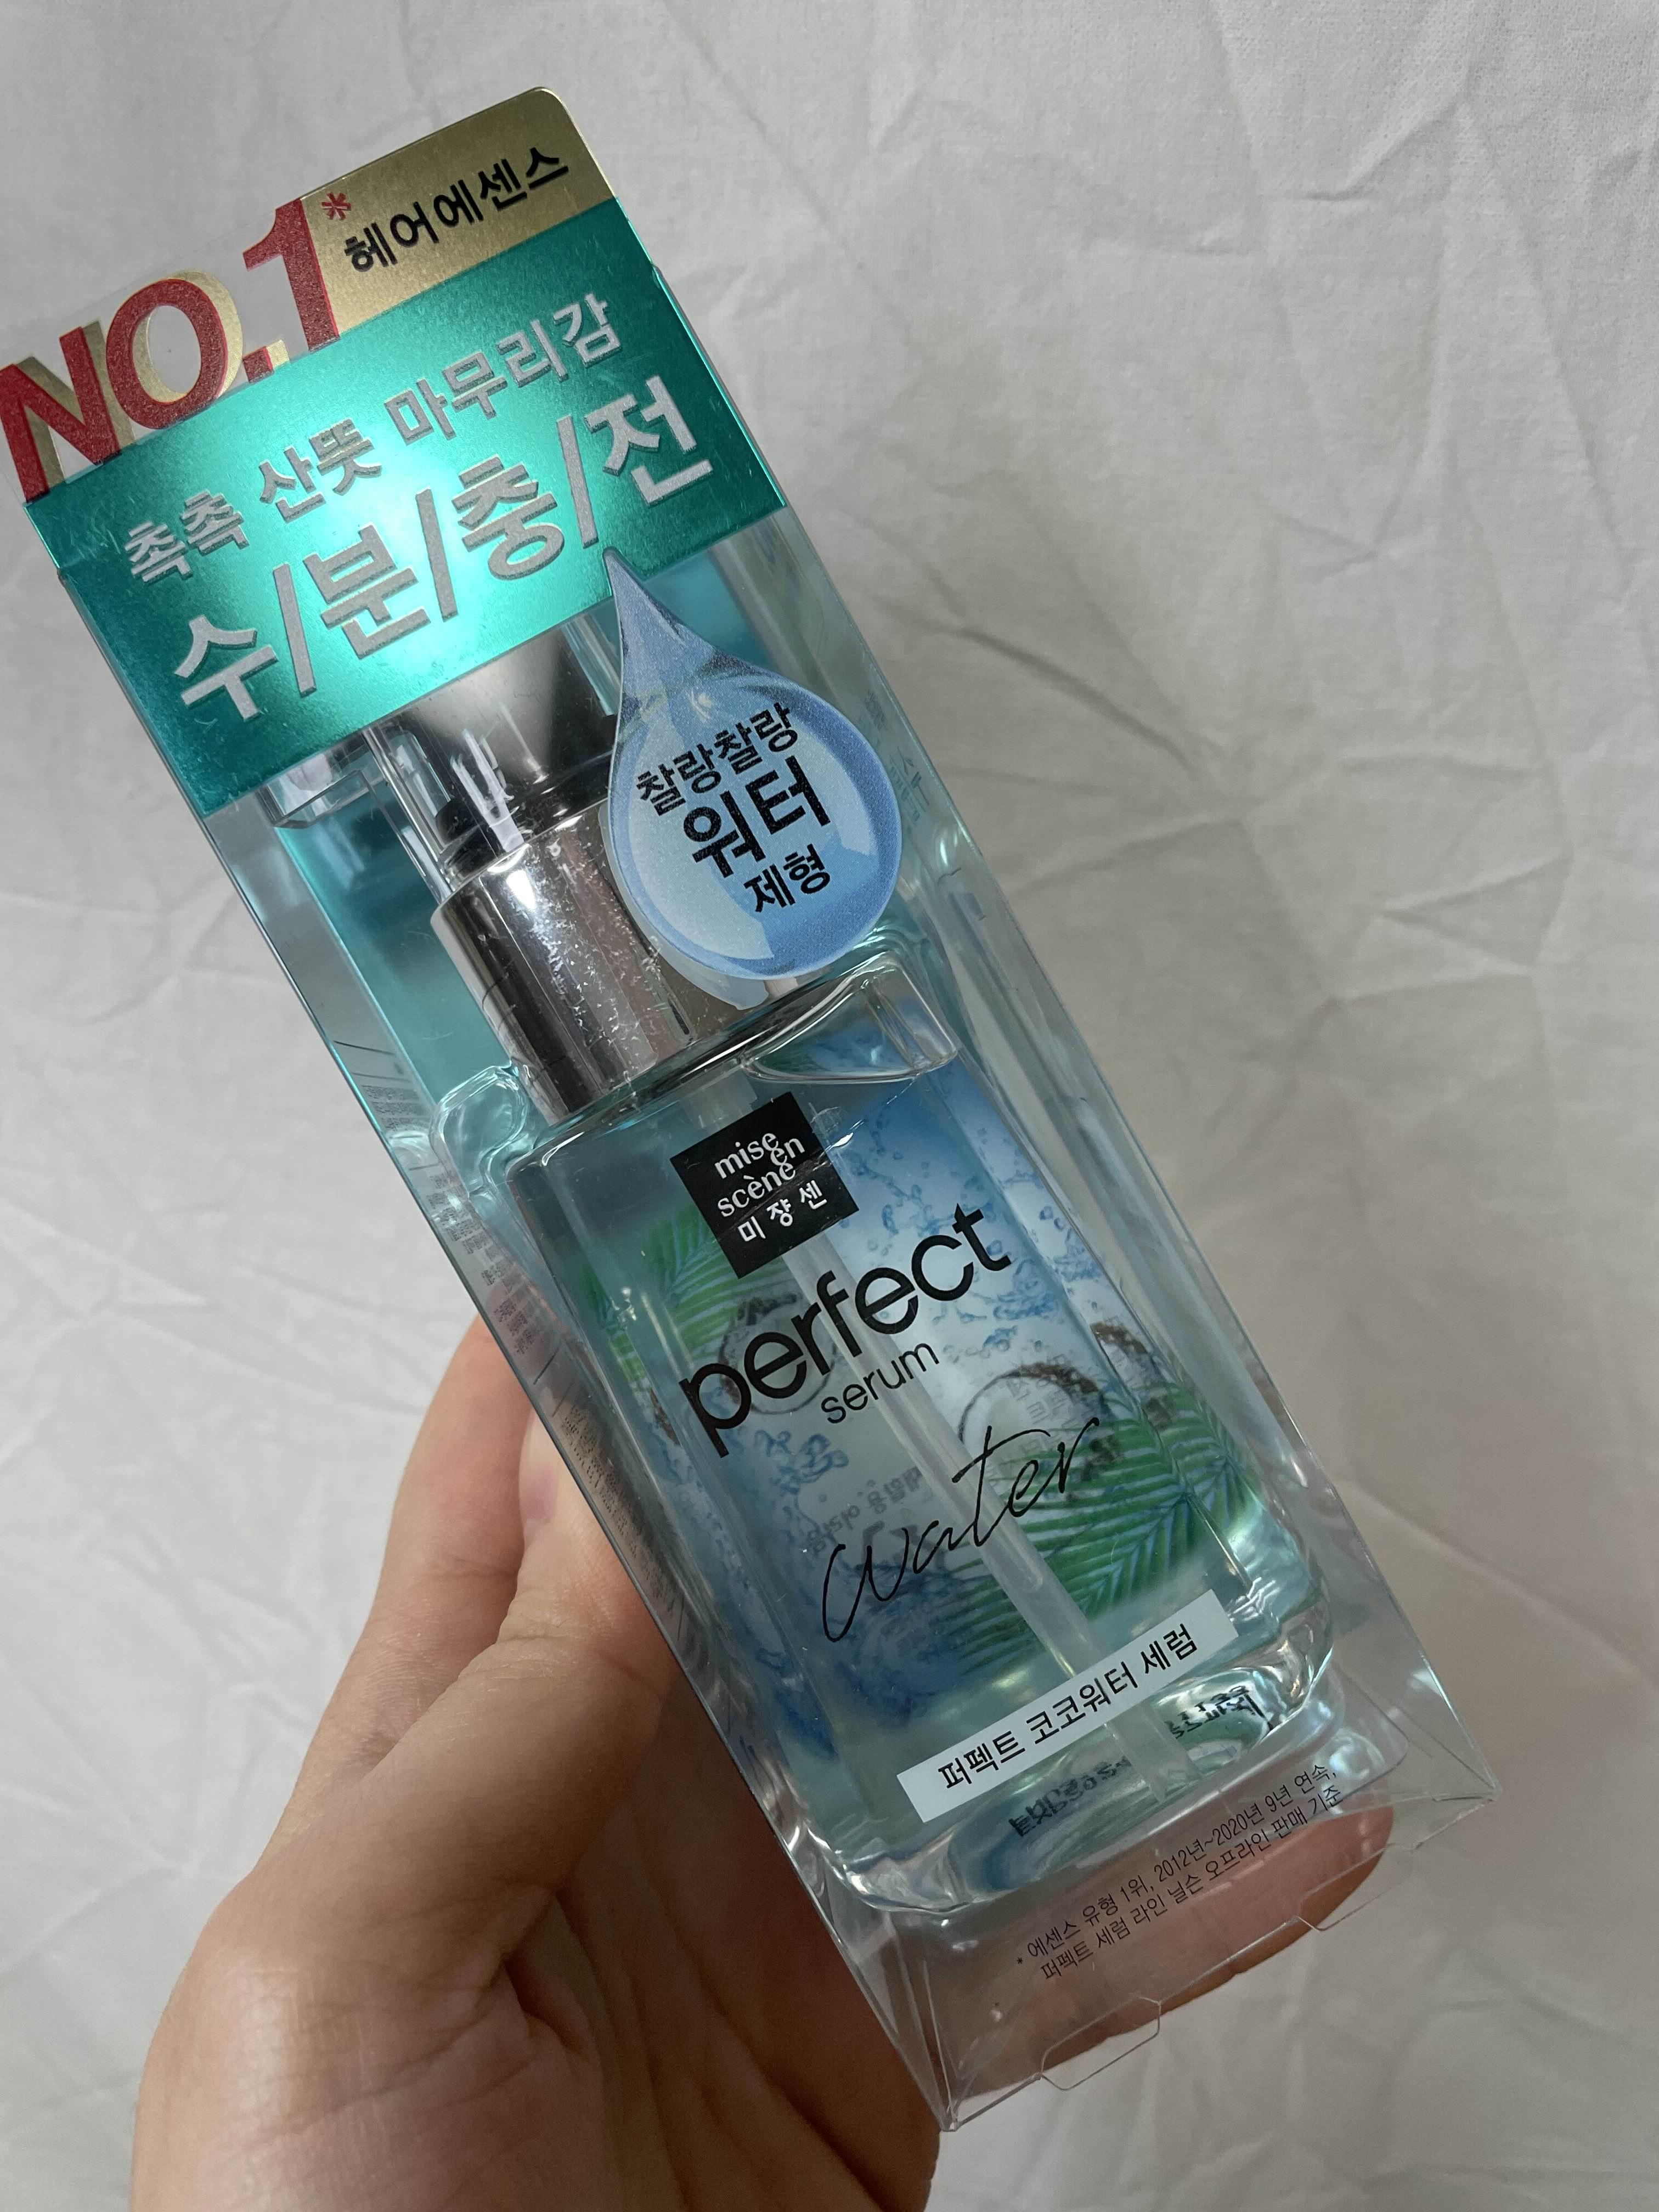 NO.1*
헤어에센스
촉촉 산뜻 마무리감
수/분/충/전
찰랑찰랑
워터
제형
mise
en
scène
미쟝센
perfect
serum
water
퍼펙트 코코워터 세럼
* 에센스 유형 1위, 2012년~2020년 9년 연속,
퍼펙트 세럼 라인 닐슨 오프라인 판매 기준